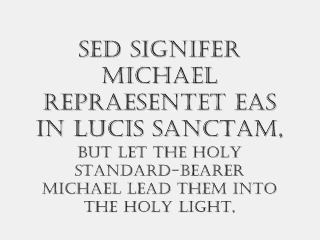 SED SIGNIFER
MICHAEL
REPRAESENTET EAS
IN LUCIS SANCTAM,
BUT LET THE HOLY
STANDARD-BEARER
MICHAEL LEAD THEM INTO
THE HOLY LIGHT,